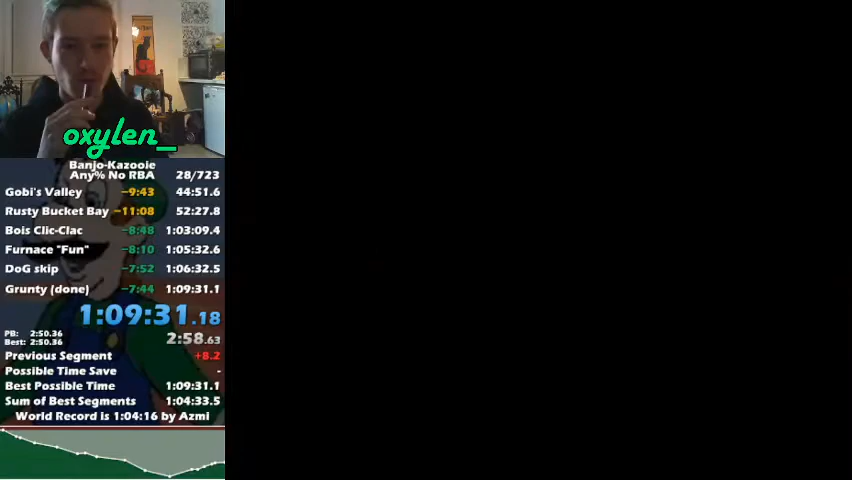 oxylen_
Banjo-Kazooie
Any% No RBA 28/723
Gobi's Valley -9:43 44:51.6
Rusty Bucket Bay -11:08 52:27.8
Bois Clic-Clac -8:48 1:03:09.4
Furnace "Fun" -8:10 1:05:32.6
DoG skip -7:52 1:06:32.5
Grunty (done) -7:44 1:09:31.1
1:09:31.18
PB: 2:50.36
Best: 2:50.36
2:58.63
Previous Segment +8.2
Possible Time Save -
Best Possible Time 1:09:31.1
Sum of Best Segments 1:04:33.5
World Record is 1:04:16 by Azmi